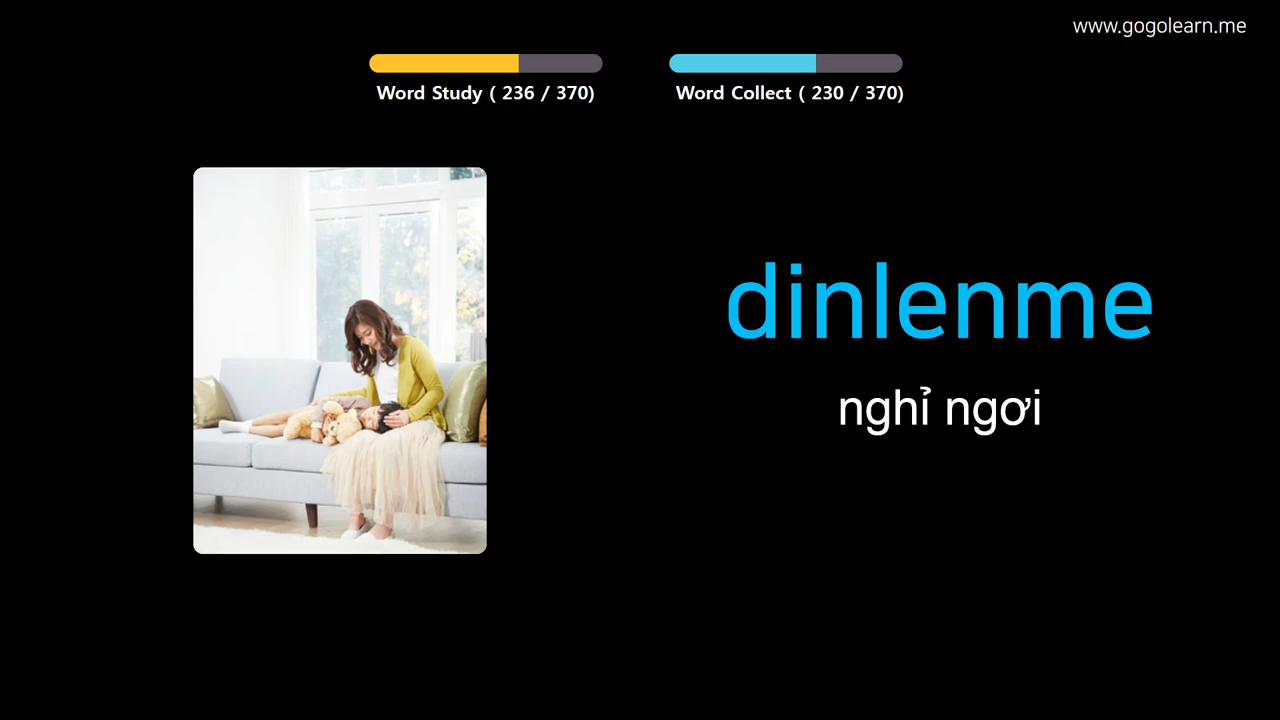 www.gogolearn.me
Word Study ( 236 / 370)
Word Collect ( 230 / 370)
dinlenme
nghỉ ngơi